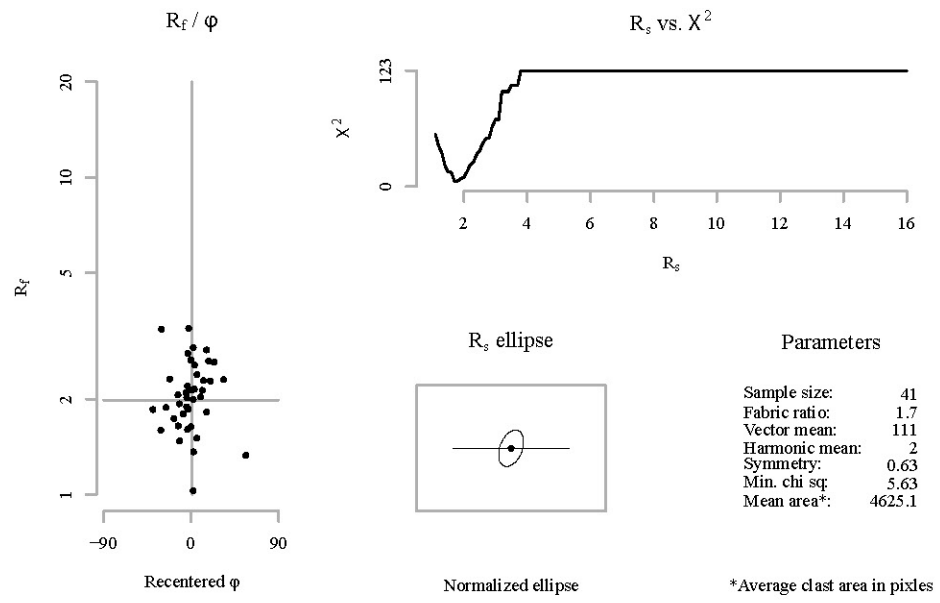 Rf / φ
20
10
5
2
1
Rf
−90
0
90
Recentered φ
Rs vs. X²
123
0
X²
2
4
6
8
10
12
14
16
Rs
Rs ellipse
Normalized ellipse
Parameters
Sample size: 41
Fabric ratio: 1.7
Vector mean: 111
Harmonic mean: 2
Symmetry: 0.63
Min. chi sq: 5.63
Mean area*: 4625.1
*Average clast area in pixles